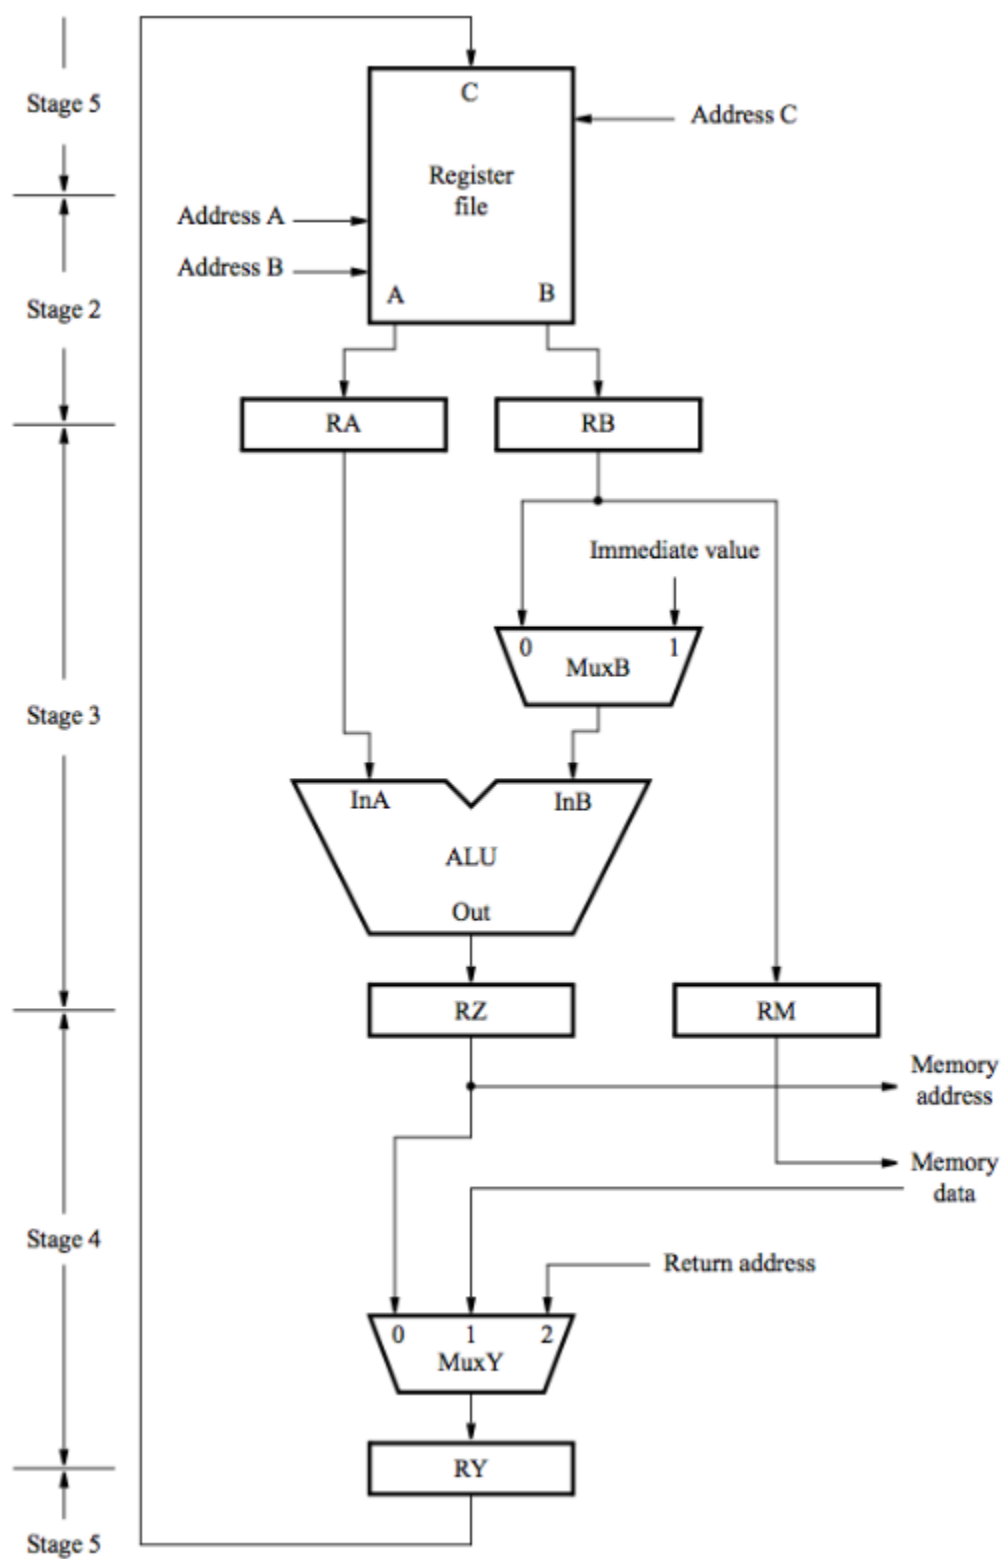 C
Stage 5
Address C
Register
file
Address A
Address B
A
B
Stage 2
RA
RB
Immediate value
0
1
MuxB
Stage 3
InA
InB
ALU
Out
RZ
RM
Memory
address
Memory
data
Stage 4
Return address
0
1
2
MuxY
RY
Stage 5